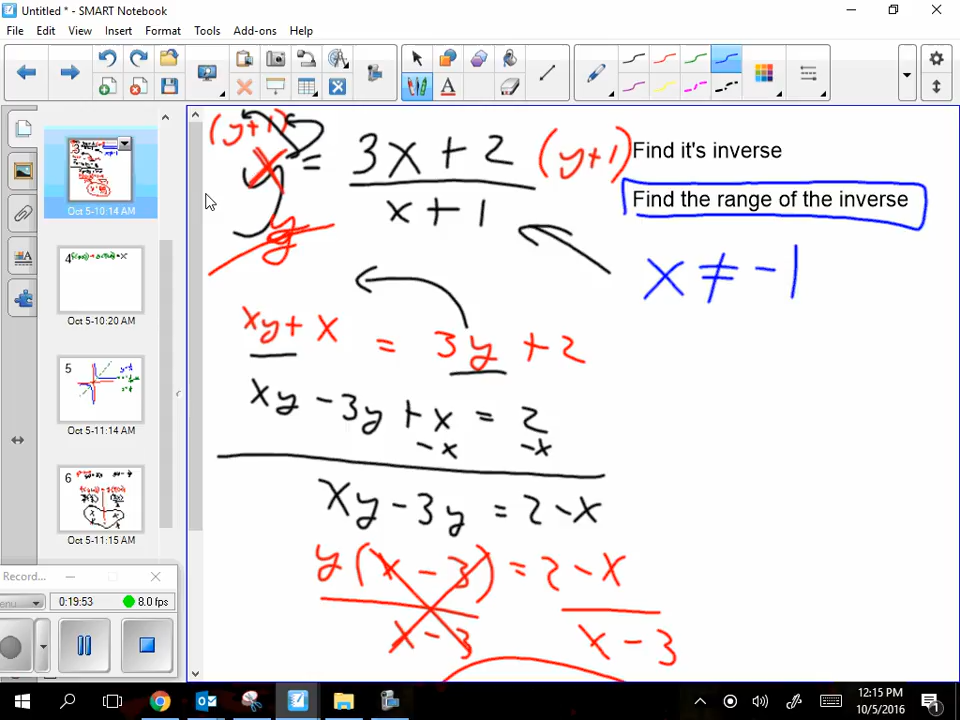 Untitled * - SMART Notebook
File Edit View Insert Format Tools Add-ons Help
(y+1)
y = 3x + 2 (y+1)
x
x + 1
y
Find it's inverse
Find the range of the inverse
x ≠ -1
xy + x = 3y + 2
xy - 3y + x = 2
-x -x
xy - 3y = 2 - x
y(x - 3) = 2 - x
x - 3 x - 3
Oct 5-10:14 AM
4
Oct 5-10:20 AM
5
Oct 5-11:14 AM
6
Oct 5-11:15 AM
Record...
enu
0:19:53 8.0 fps
12:15 PM
10/5/2016
1